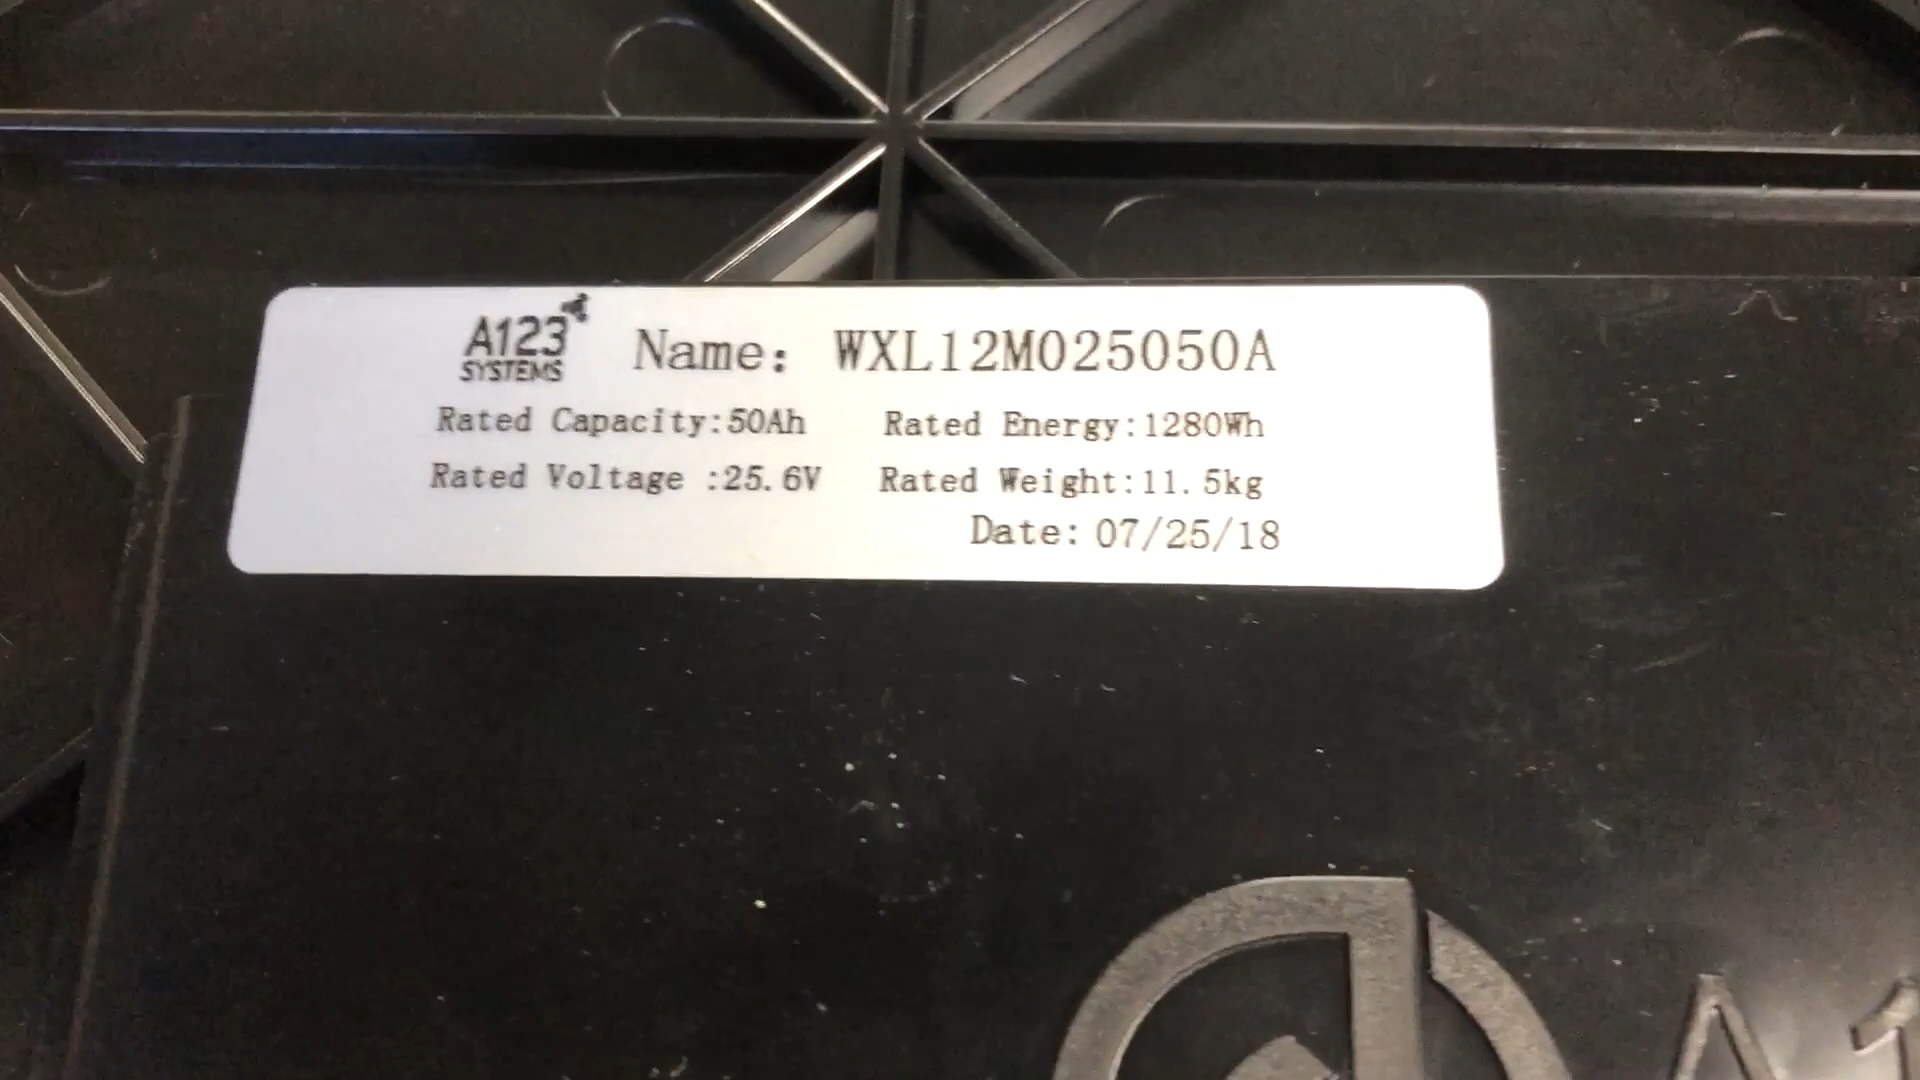 A123 SYSTEMS Name: WXL12M025050A
Rated Capacity:50Ah Rated Energy:1280Wh
Rated Voltage :25.6V Rated Weight:11.5kg
Date: 07/25/18
A1